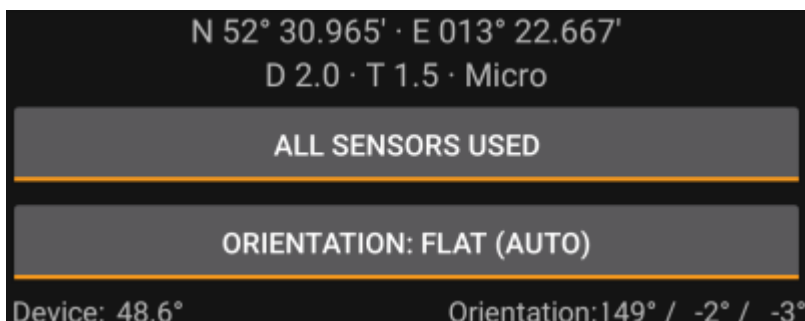 N 52° 30.965' · E 013° 22.667'
D 2.0 · T 1.5 · Micro
ALL SENSORS USED
ORIENTATION: FLAT (AUTO)
Device: 48.6° Orientation:149° / -2° / -3°